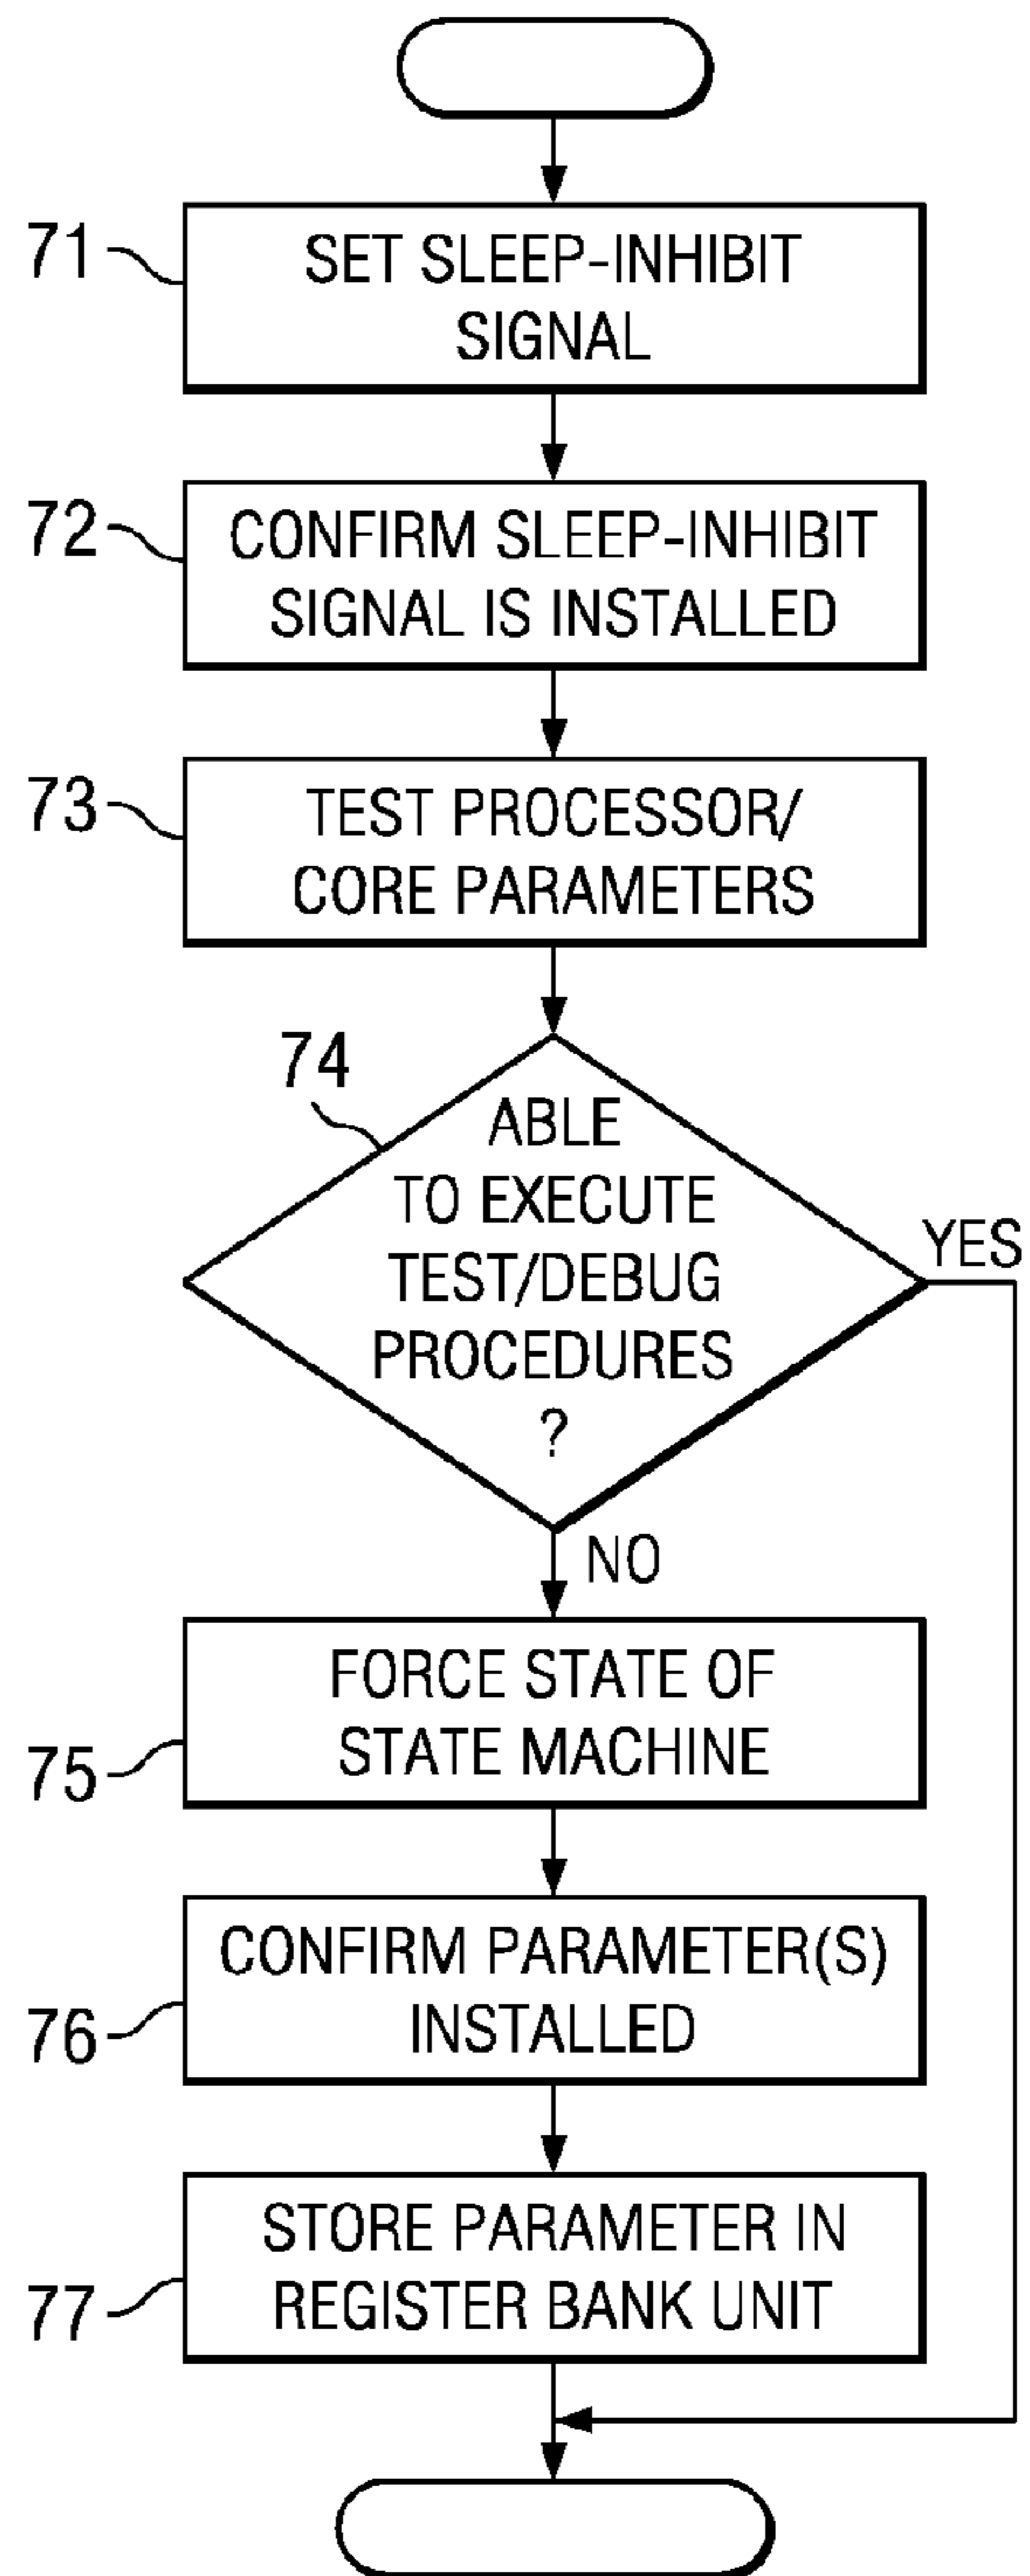 71
SET SLEEP-INHIBIT
SIGNAL
72
CONFIRM SLEEP-INHIBIT
SIGNAL IS INSTALLED
73
TEST PROCESSOR/
CORE PARAMETERS
74
ABLE
TO EXECUTE
TEST/DEBUG
PROCEDURES
?
YES
NO
75
FORCE STATE OF
STATE MACHINE
76
CONFIRM PARAMETER(S)
INSTALLED
77
STORE PARAMETER IN
REGISTER BANK UNIT